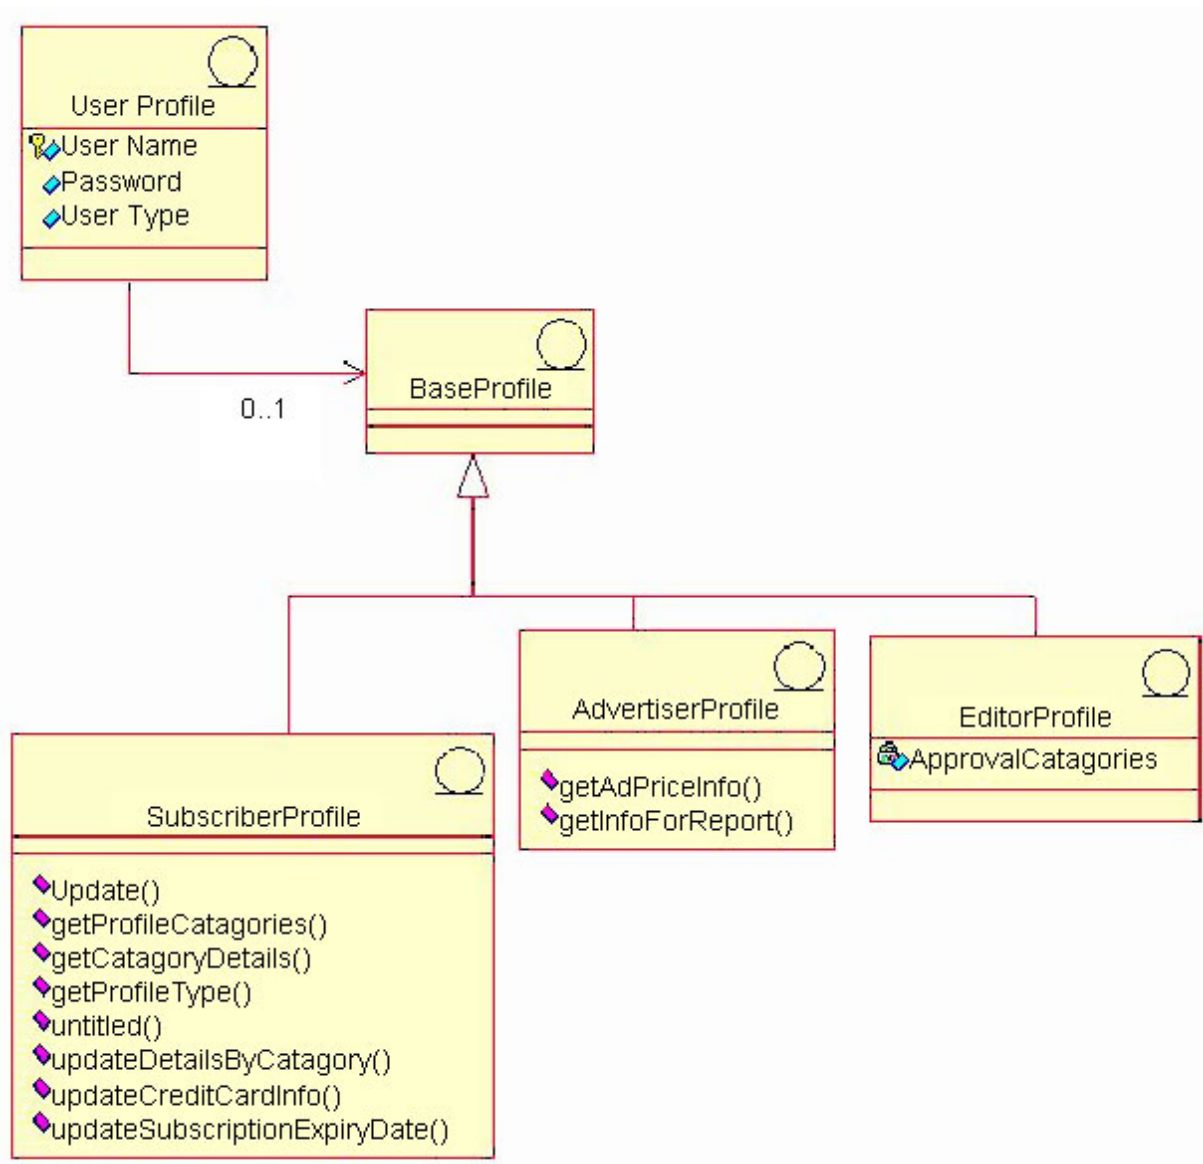 User Profile
User Name
Password
User Type
BaseProfile
0..1
AdvertiserProfile
getAdPriceInfo()
getInfoForReport()
EditorProfile
ApprovalCatagories
SubscriberProfile
Update()
getProfileCatagories()
getCatagoryDetails()
getProfileType()
untitled()
updateDetailsByCatagory()
updateCreditCardInfo()
updateSubscriptionExpiryDate()